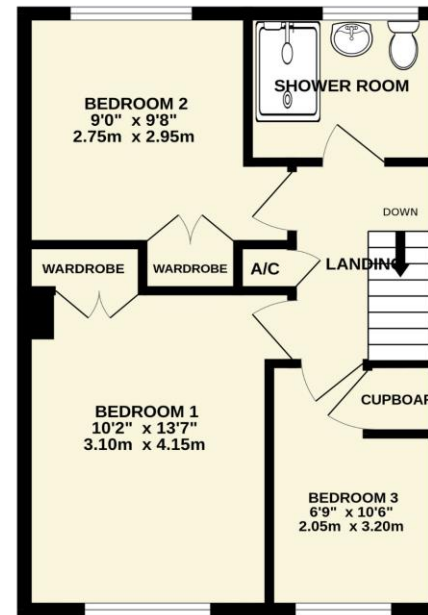 BEDROOM 2
9'0" x 9'8"
2.75m x 2.95m
SHOWER ROOM
DOWN
WARDROBE
WARDROBE
A/C
LANDING
CUPBOAR
BEDROOM 1
10'2" x 13'7"
3.10m x 4.15m
BEDROOM 3
6'9" x 10'6"
2.05m x 3.20m